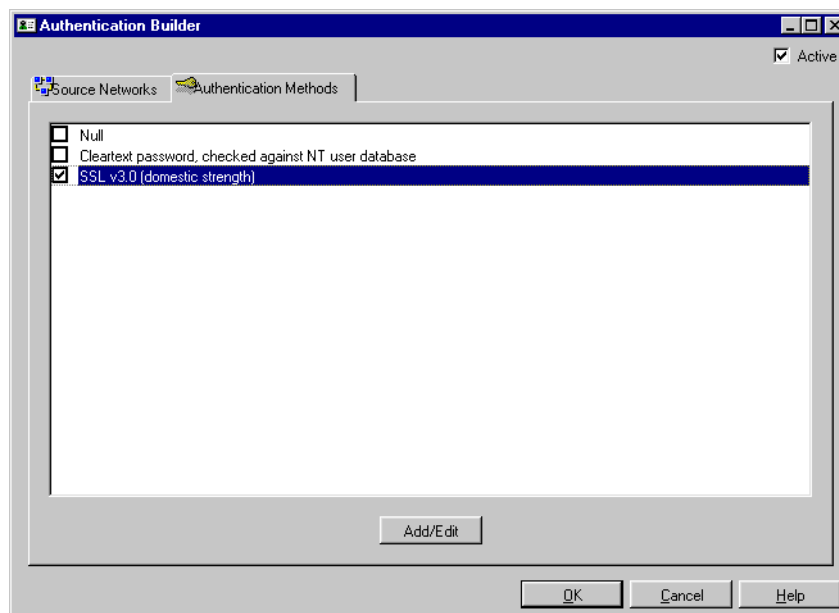 Authentication Builder
Active
Source Networks
Authentication Methods
Null
Cleartext password, checked against NT user database
SSL v3.0 (domestic strength)
Add/Edit
OK
Cancel
Help